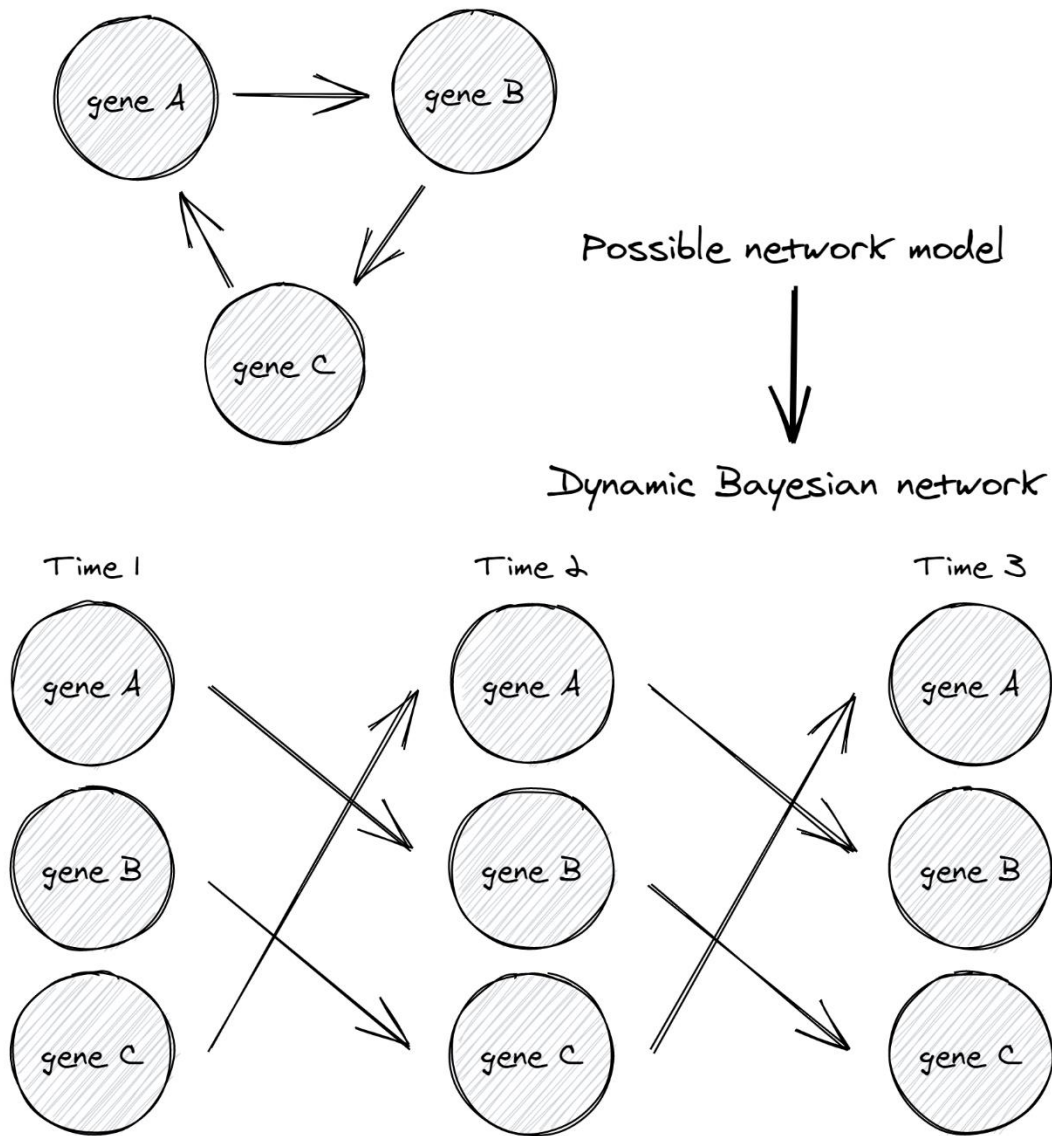 gene A
gene B
gene C
Possible network model
Dynamic Bayesian network
Time 1
Time 2
Time 3
gene A
gene A
gene A
gene B
gene B
gene B
gene C
gene C
gene C